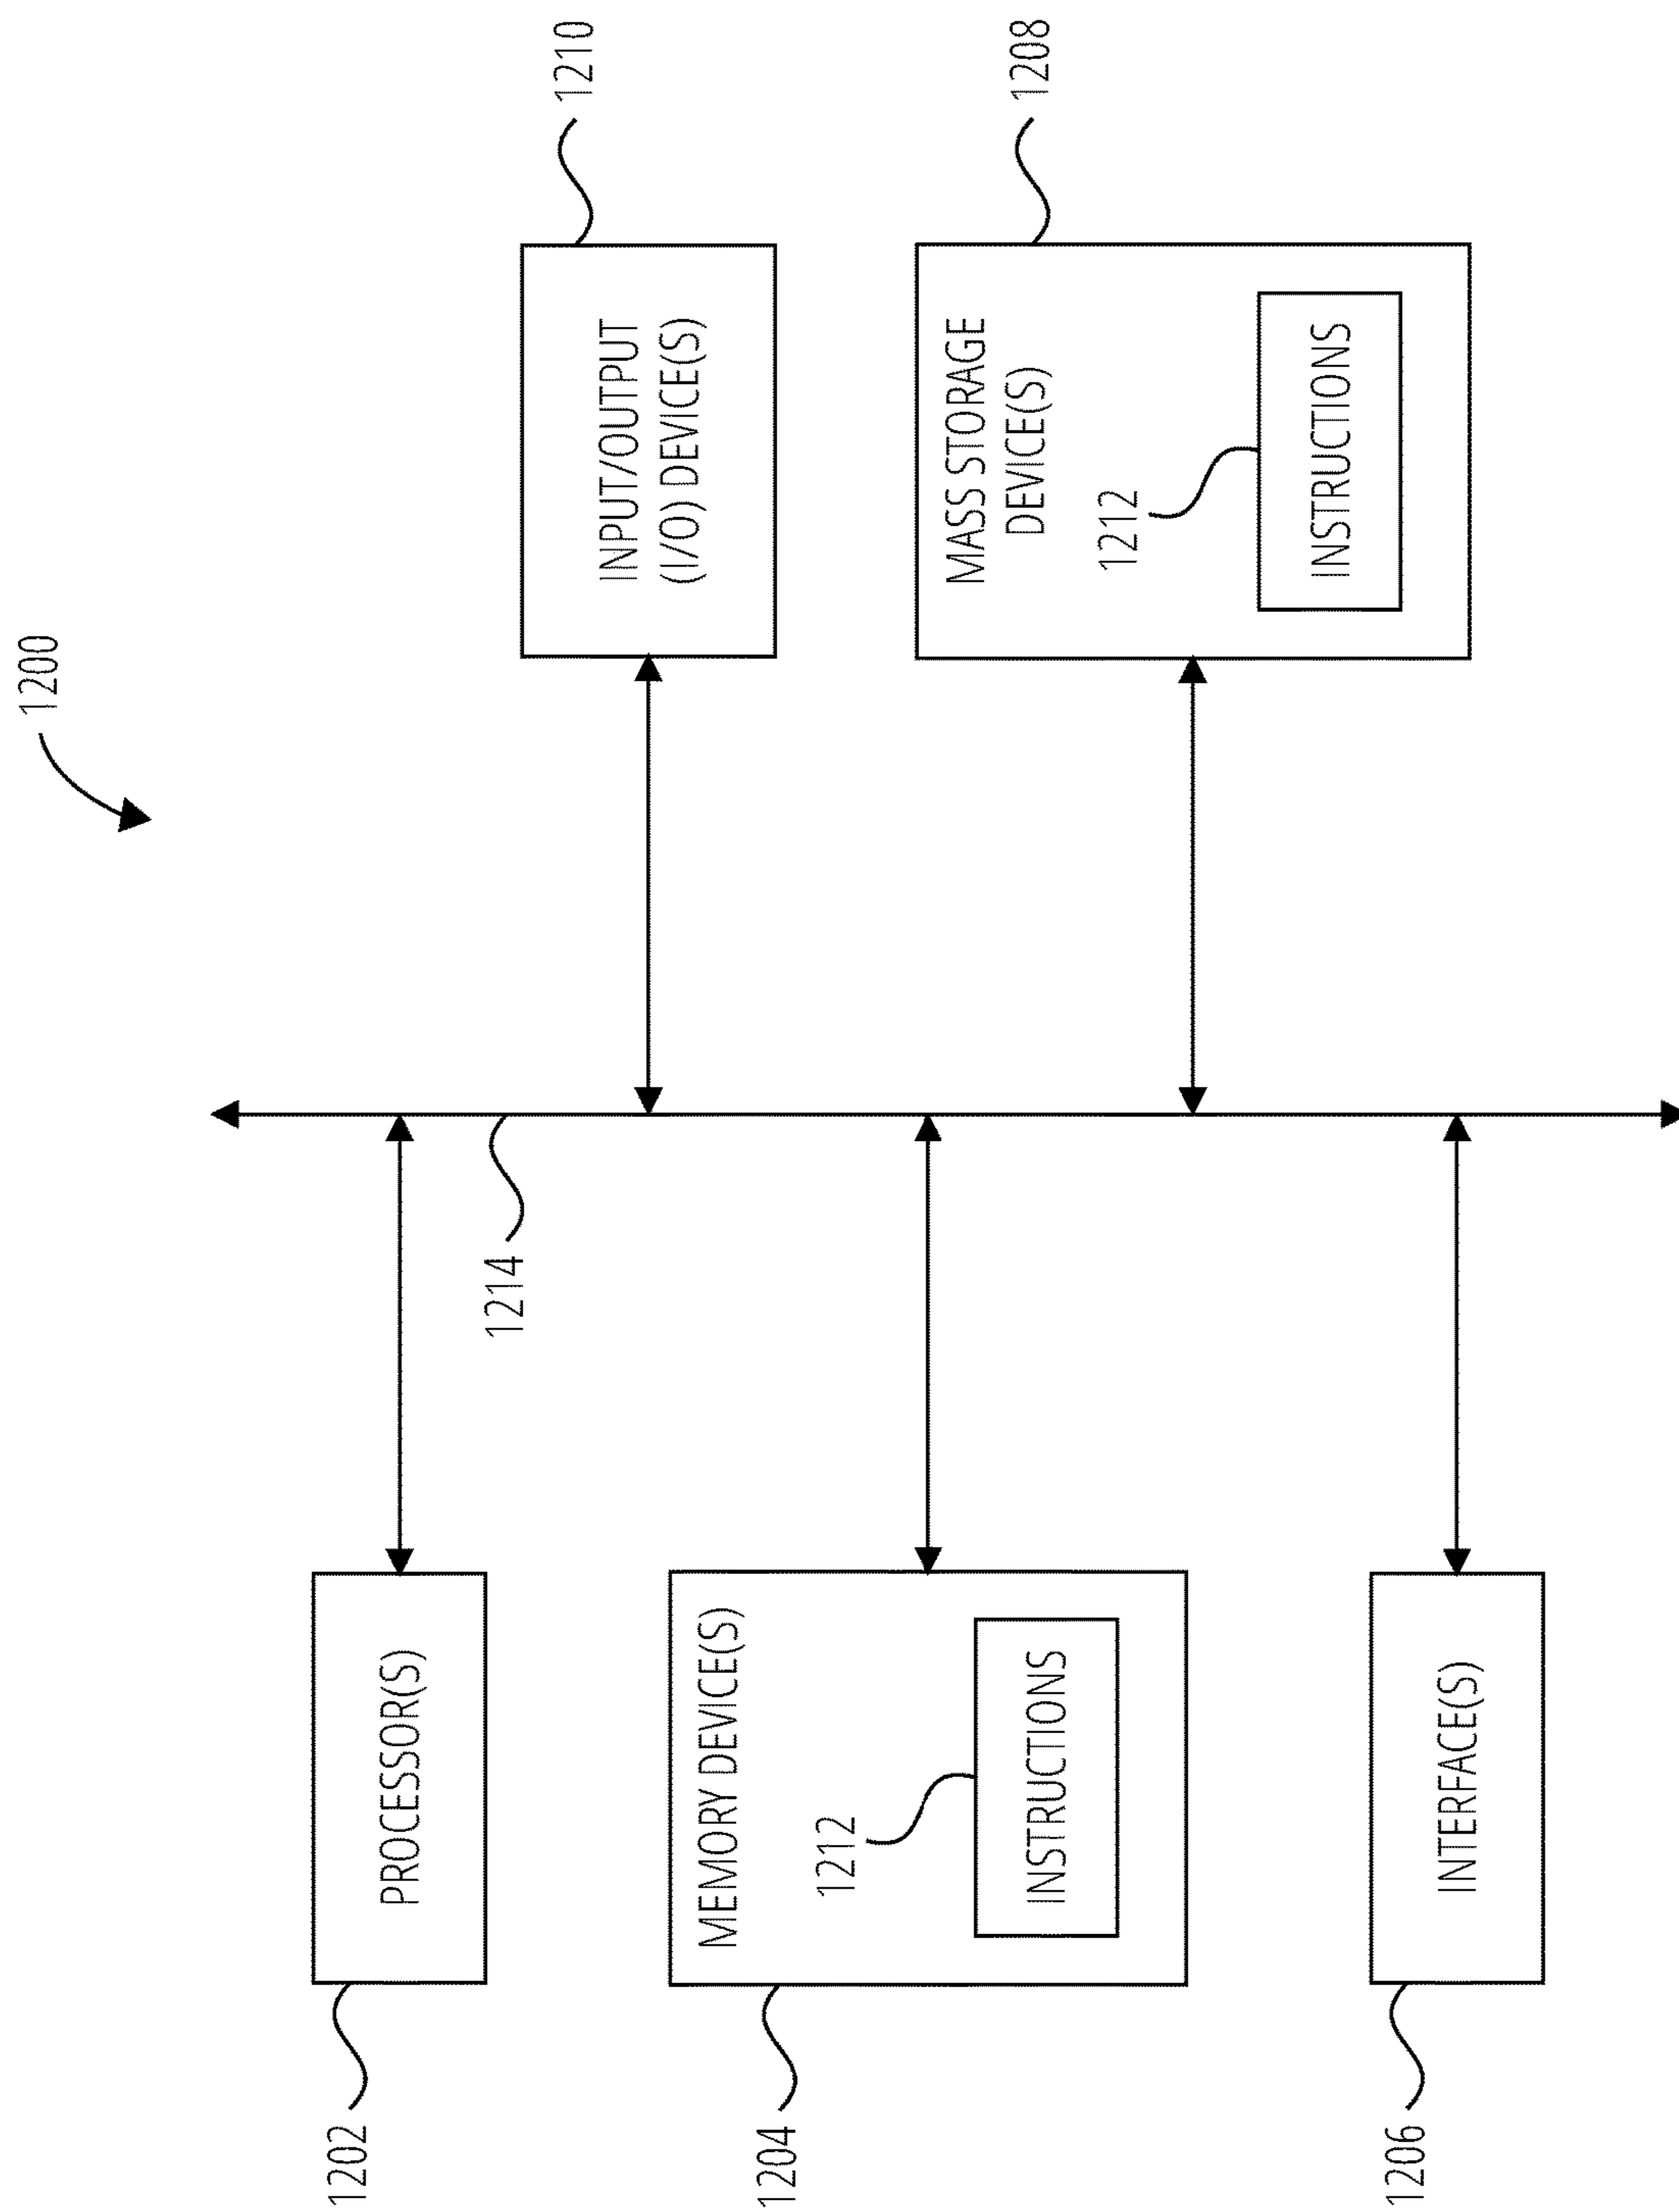 1200
1202
PROCESSOR(S)
1214
1210
INPUT/OUTPUT
(I/O) DEVICE(S)
1204
MEMORY DEVICE(S)
1212
INSTRUCTIONS
1208
MASS STORAGE
DEVICE(S)
1212
INSTRUCTIONS
1206
INTERFACE(S)